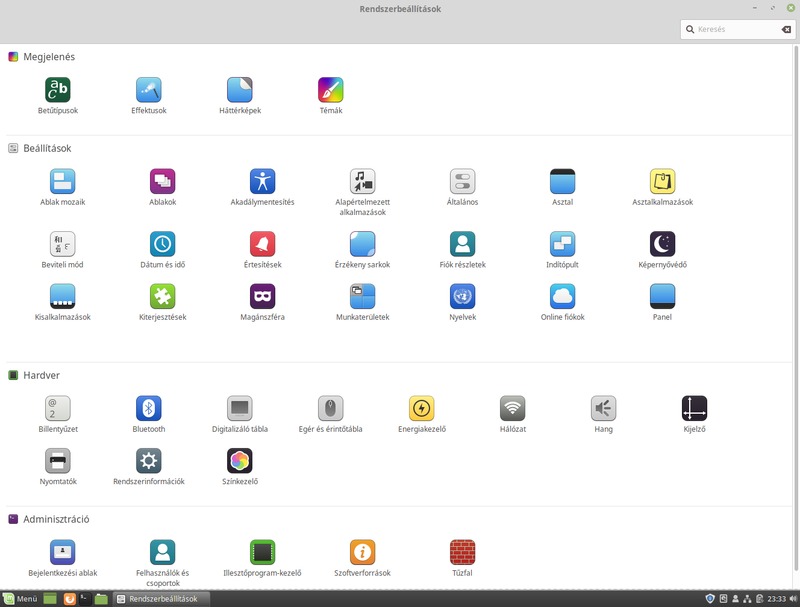 Rendszerbeállítások
Keresés
Megjelenés
Betűtípusok Effektusok Háttérképek Témák
Beállítások
Ablak mozaik Ablakok Akadálymentesítés Alapértelmezett alkalmazások Általános Asztal Asztalkalmazások
Beviteli mód Dátum és idő Értesítések Érzékeny sarkok Fiók részletek Indítópult Képernyővédő
Kisalkalmazások Kiterjesztések Magánszféra Munkaterületek Nyelvek Online fiókok Panel
Hardver
Billentyűzet Bluetooth Digitalizáló tábla Egér és érintőtábla Energiakezelő Hálózat Hang Kijelző
Nyomtatók Rendszerinformációk Színkezelő
Adminisztráció
Bejelentkezési ablak Felhasználók és csoportok Illesztőprogram-kezelő Szoftverforrások Tűzfal
Menü Rendszerbeállítások 23:33